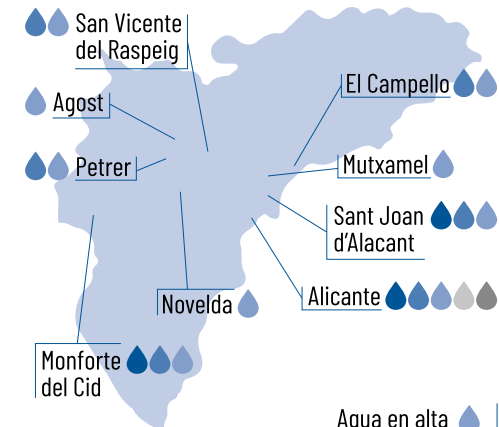 San Vicente
del Raspeig
El Campello
Agost
Mutxamel
Petrer
Sant Joan
d'Alacant
Alicante
Novelda
Monforte
del Cid
Agua en alta